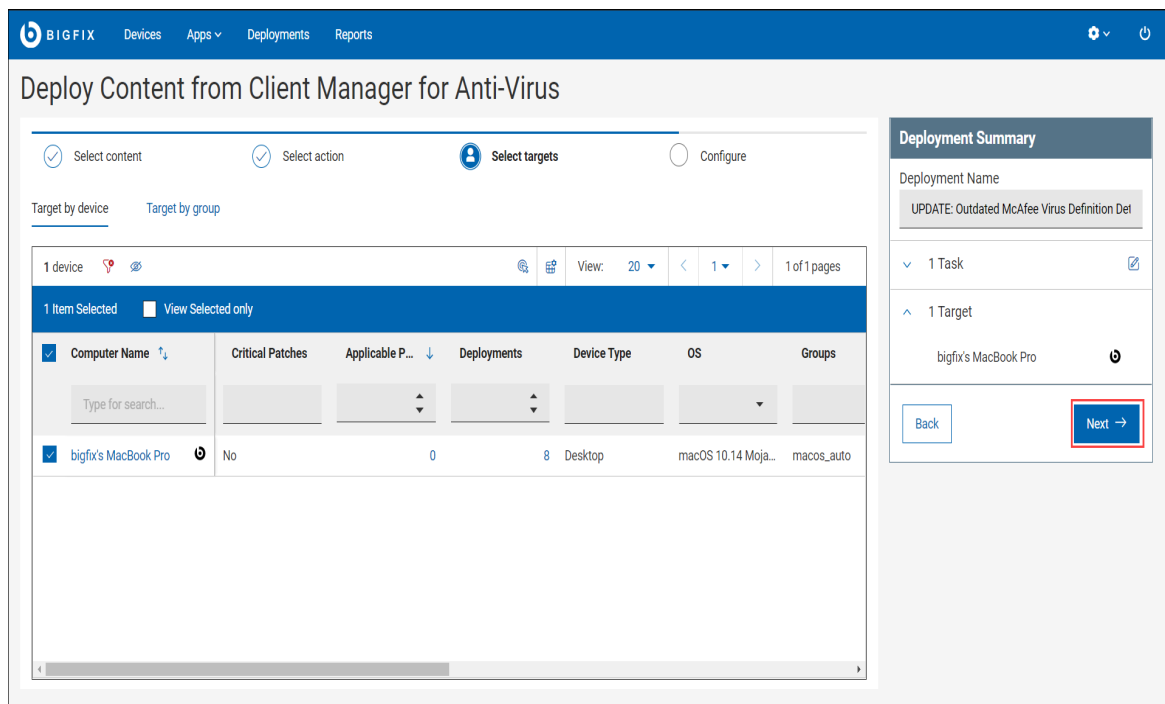 BIGFIX Devices Apps Deployments Reports
Deploy Content from Client Manager for Anti-Virus
Select content Select action Select targets Configure
Target by device Target by group
1 device View: 20 1 1 of 1 pages
1 Item Selected View Selected only
Computer Name Critical Patches Applicable P... Deployments Device Type OS Groups
Type for search...
bigfix's MacBook Pro No 0 8 Desktop macOS 10.14 Moja... macos_auto
Deployment Summary
Deployment Name
UPDATE: Outdated McAfee Virus Definition Det
1 Task
1 Target
bigfix's MacBook Pro
Back Next →